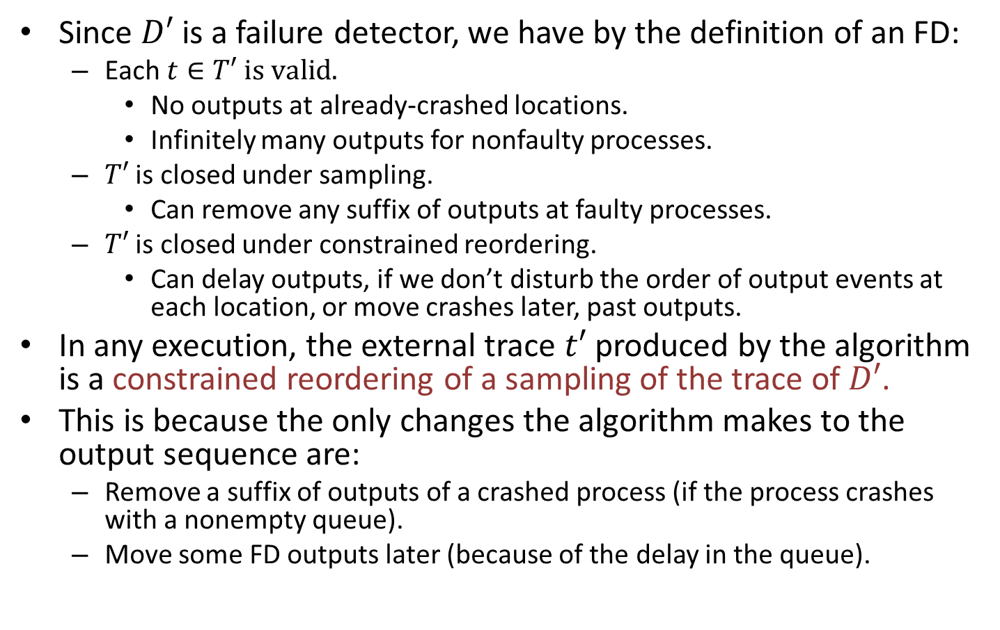 • Since D′ is a failure detector, we have by the definition of an FD:
– Each t ∈ T′ is valid.
• No outputs at already-crashed locations.
• Infinitely many outputs for nonfaulty processes.
– T′ is closed under sampling.
• Can remove any suffix of outputs at faulty processes.
– T′ is closed under constrained reordering.
• Can delay outputs, if we don’t disturb the order of output events at
each location, or move crashes later, past outputs.
• In any execution, the external trace t′ produced by the algorithm
is a constrained reordering of a sampling of the trace of D′.
• This is because the only changes the algorithm makes to the
output sequence are:
– Remove a suffix of outputs of a crashed process (if the process crashes
with a nonempty queue).
– Move some FD outputs later (because of the delay in the queue).